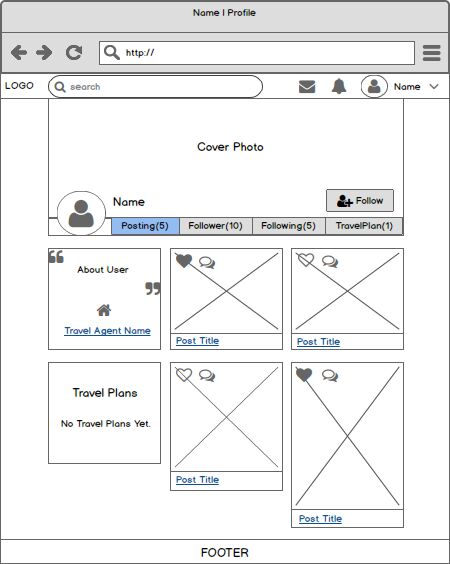 Name | Profile
http://
LOGO
search
Name
Cover Photo
Name
Follow
Posting(5)
Follower(10)
Following(5)
TravelPlan(1)
About User
Travel Agent Name
Post Title
Post Title
Travel Plans
No Travel Plans Yet.
Post Title
Post Title
FOOTER